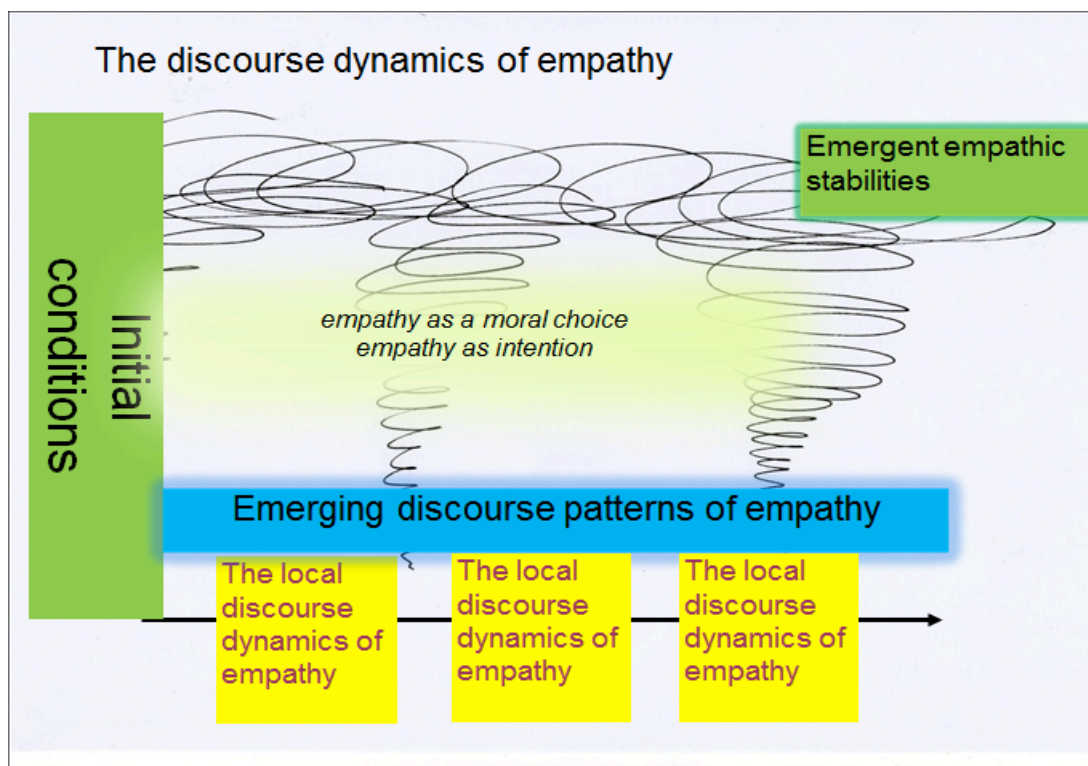 The discourse dynamics of empathy
Initial
conditions
Emergent empathic
stabilities
empathy as a moral choice
empathy as intention
Emerging discourse patterns of empathy
The local
discourse
dynamics of
empathy
The local
discourse
dynamics of
empathy
The local
discourse
dynamics of
empathy